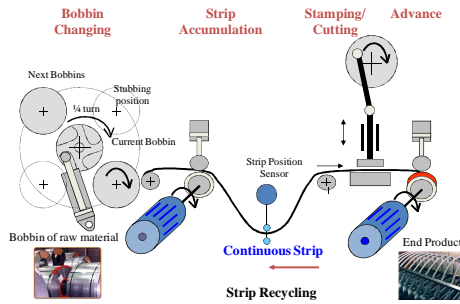 Bobbin
Changing
Strip
Accumulation
Stamping/
Cutting
Advance
Next Bobbins
Stubbing
position
¼ turn
Current Bobbin
Strip Position
Sensor
Bobbin of raw material
Continuous Strip
End Product
Strip Recycling